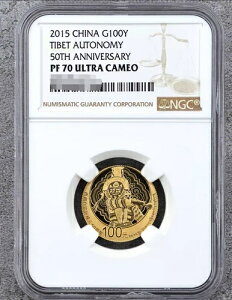 2015 CHINA G100Y
TIBET AUTONOMY
50TH ANNIVERSARY
PF 70 ULTRA CAMEO
NUMISMATIC GUARANTY CORPORATION
NGC
100